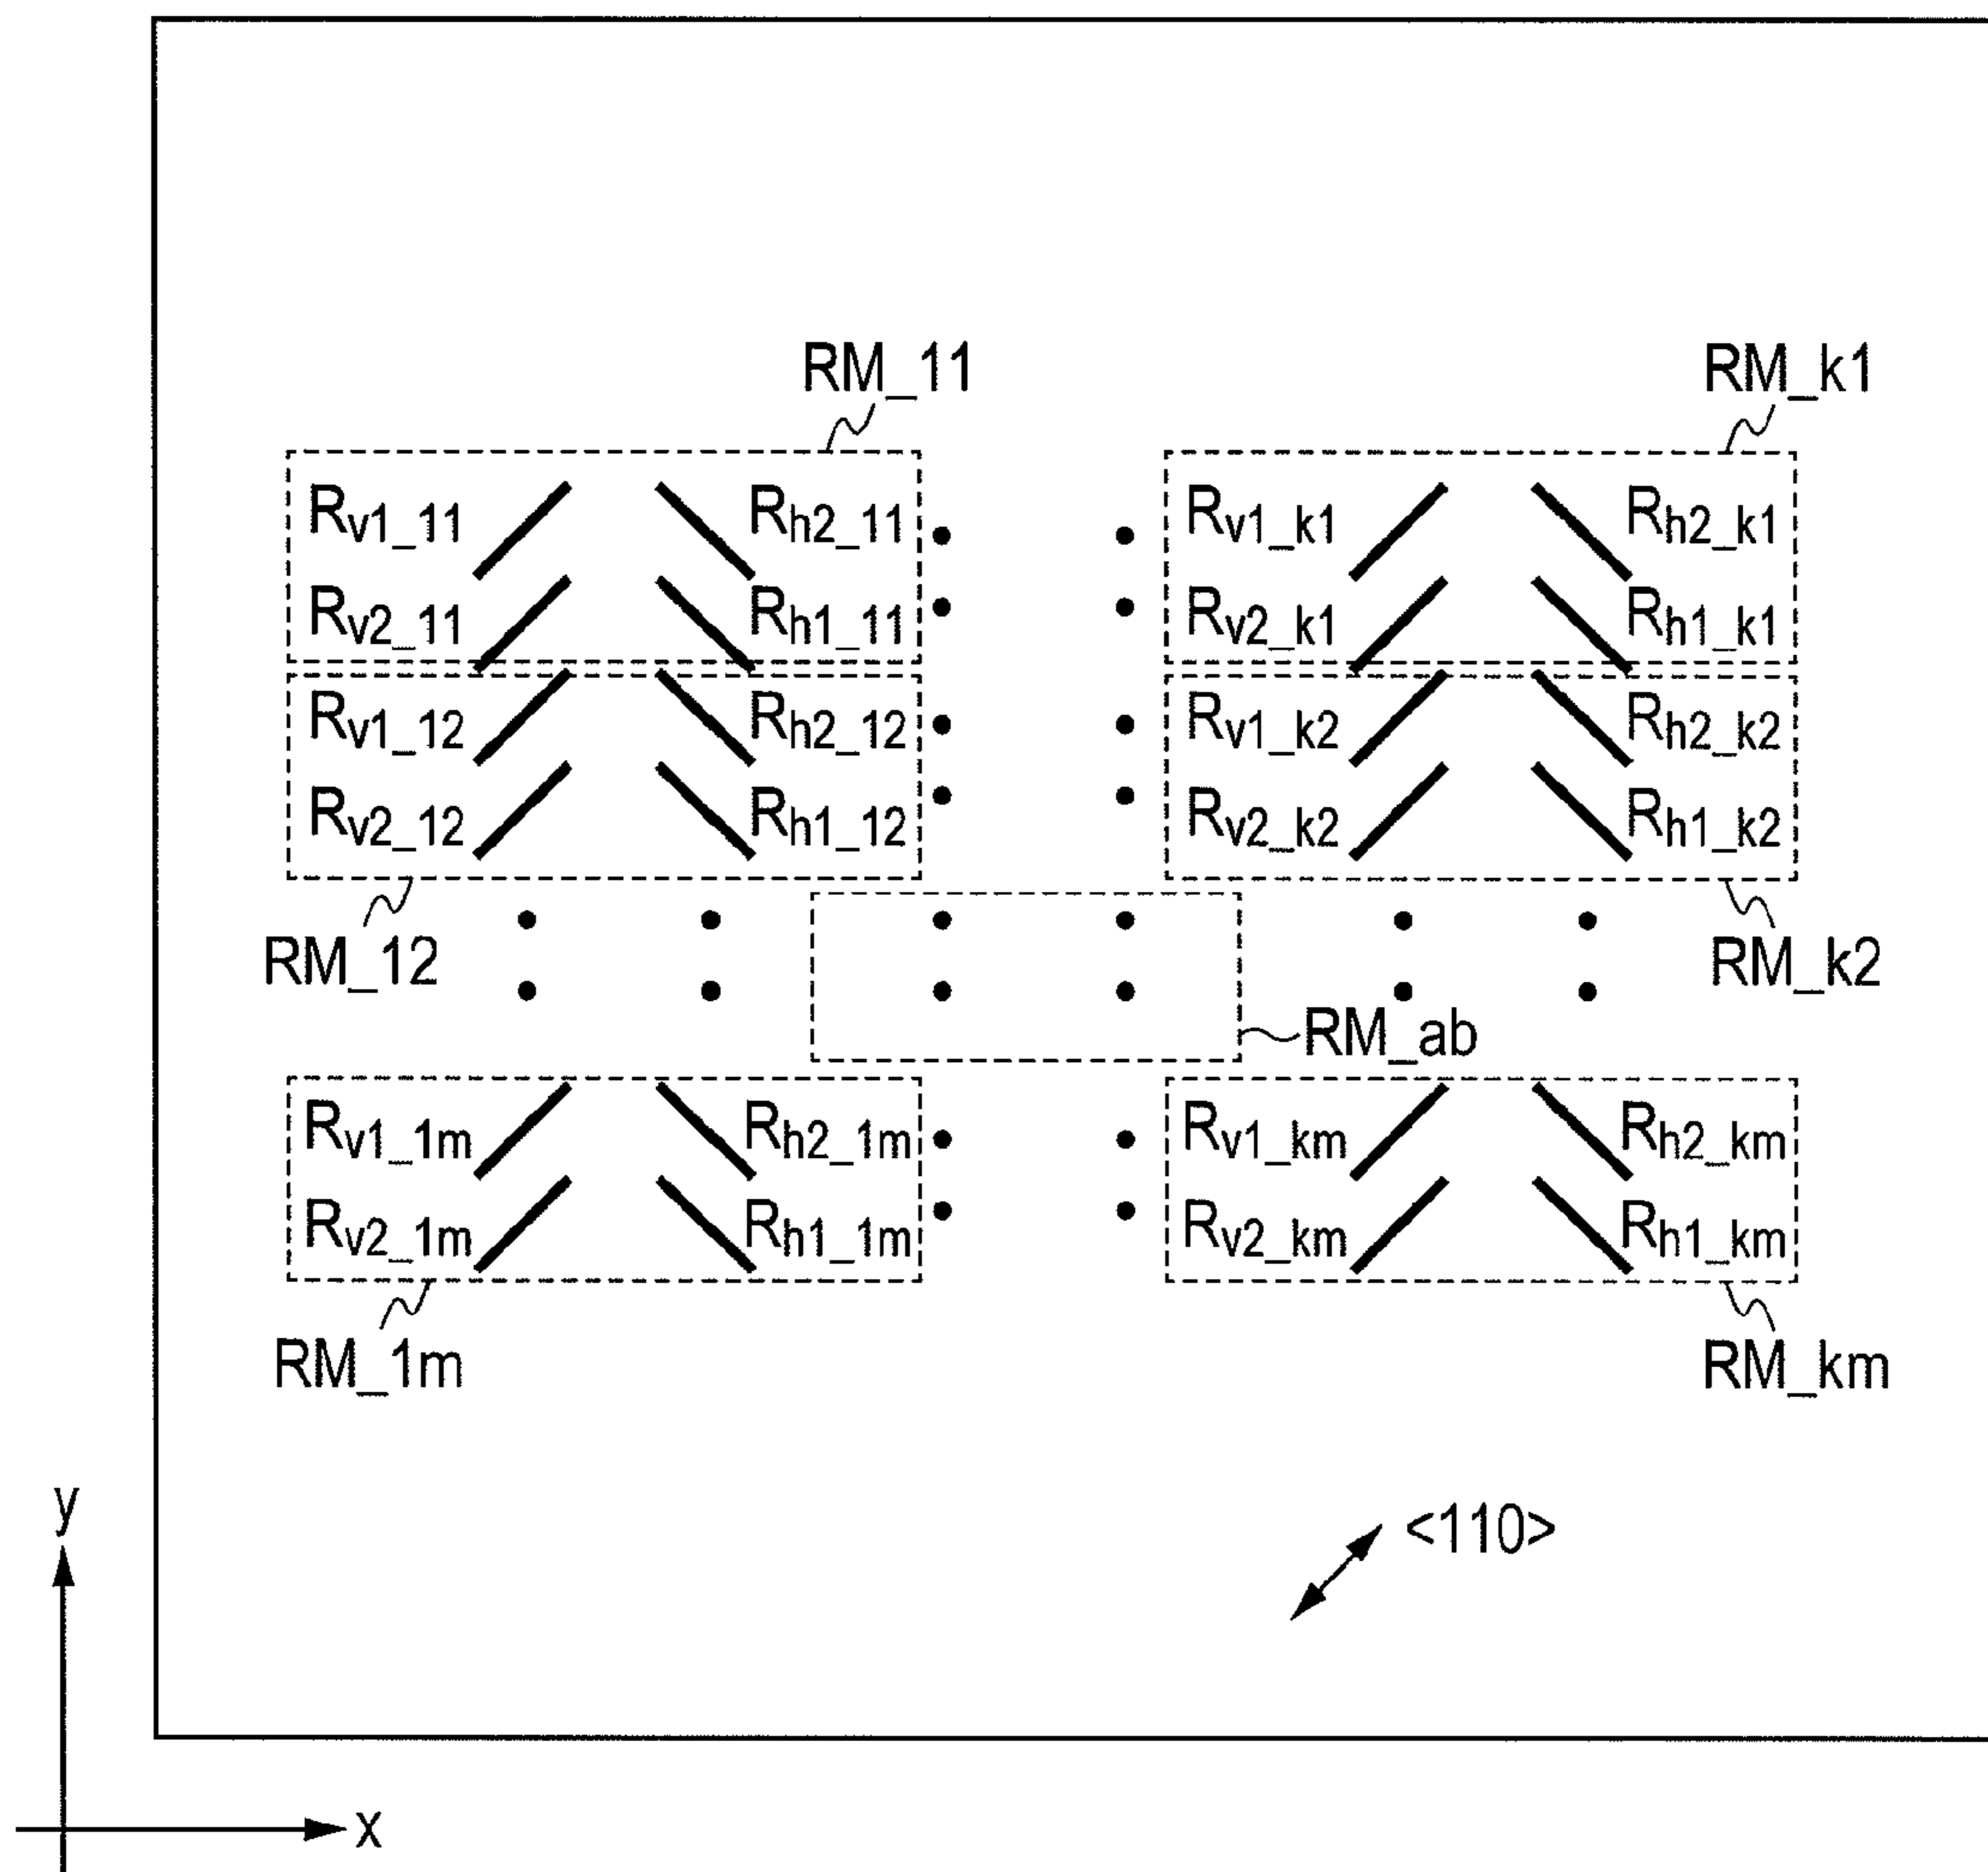 RM_11 RM_k1
Rv1_11 Rh2_11 Rv1_k1 Rh2_k1
Rv2_11 Rh1_11 Rv2_k1 Rh1_k1
Rv1_12 Rh2_12 Rv1_k2 Rh2_k2
Rv2_12 Rh1_12 Rv2_k2 Rh1_k2
RM_12 RM_k2
RM_ab
Rv1_1m Rh2_1m Rv1_km Rh2_km
Rv2_1m Rh1_1m Rv2_km Rh1_km
RM_1m RM_km
y
<110>
x